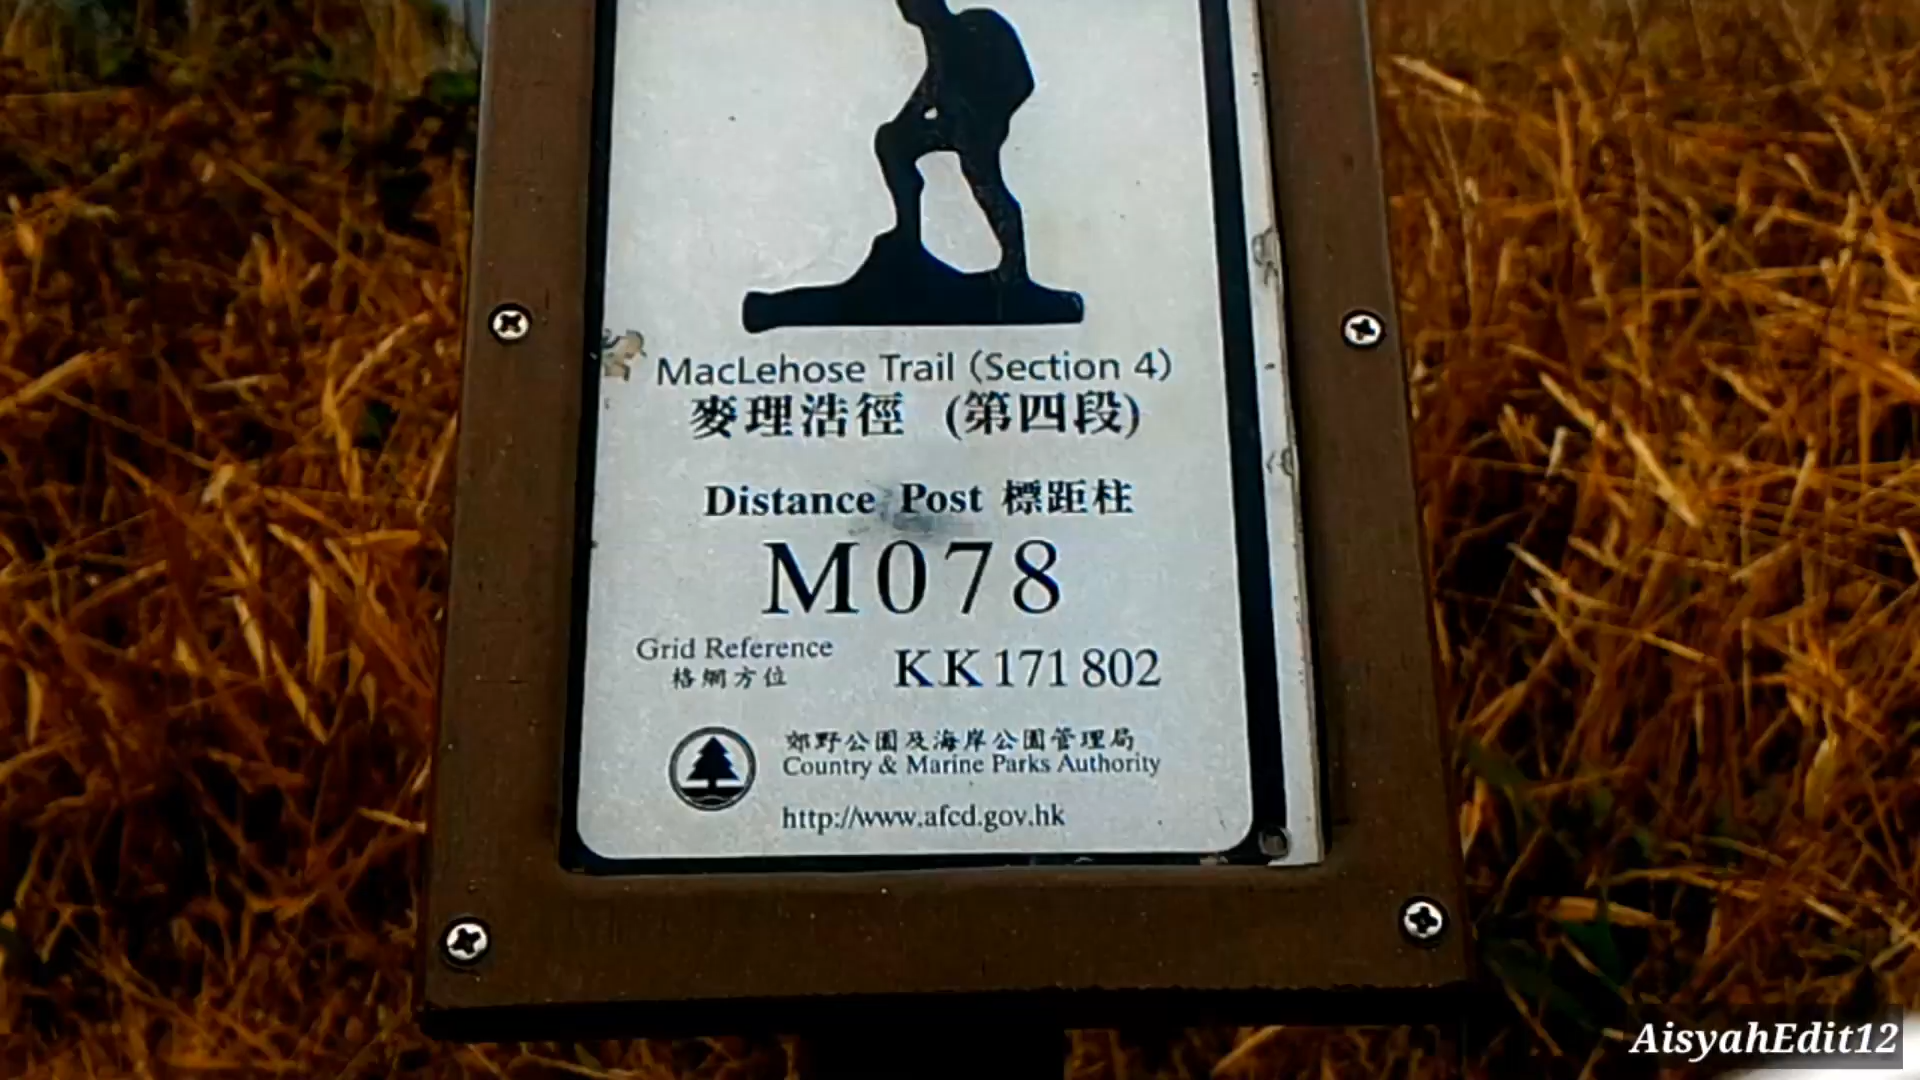 MacLehose Trail (Section 4)
麥理浩徑 (第四段)
Distance Post 標距柱
M078
Grid Reference
格網方位
KK 171 802
郊野公園及海岸公園管理局
Country & Marine Parks Authority
http://www.afcd.gov.hk
AisyahEdit12